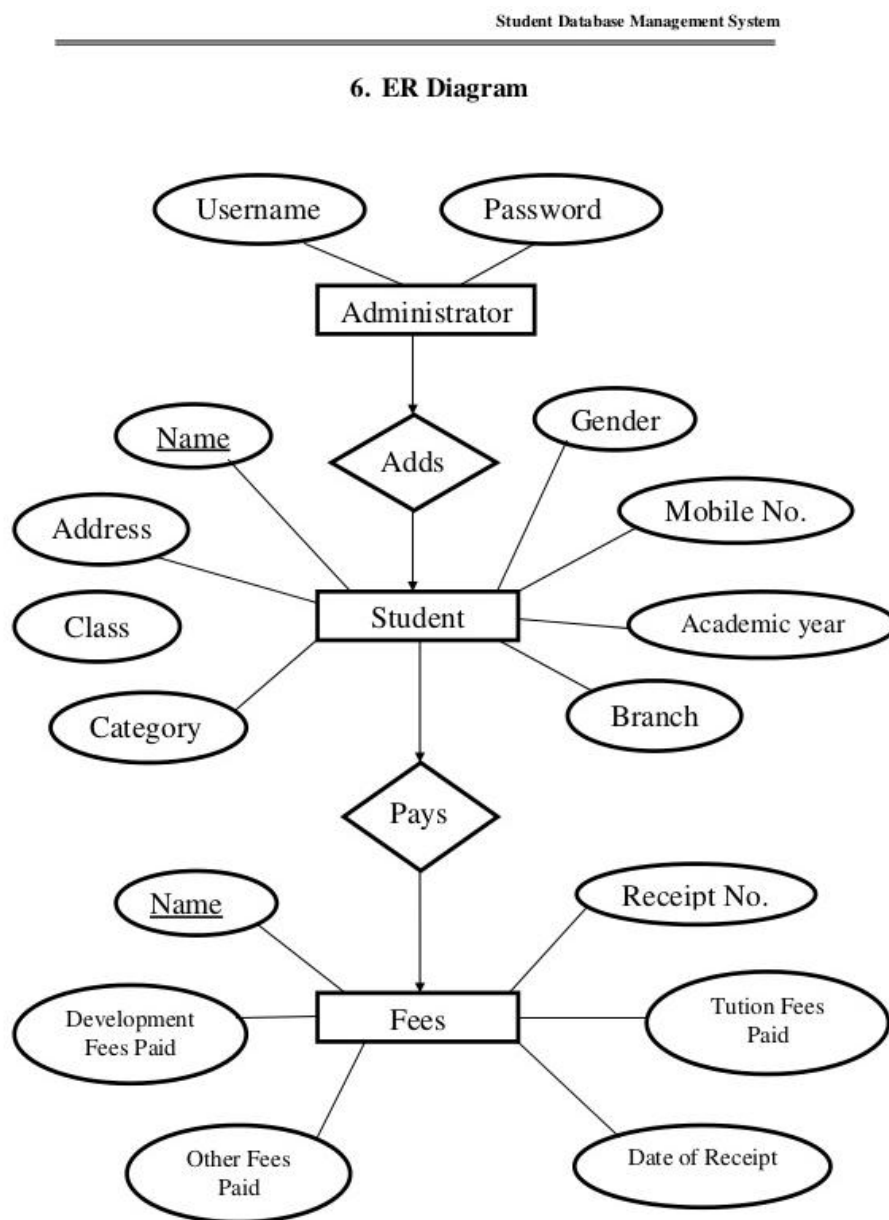 Student Database Management System
6. ER Diagram
Username
Password
Administrator
Name
Adds
Gender
Address
Mobile No.
Class
Student
Academic year
Category
Branch
Pays
Name
Receipt No.
Development
Fees Paid
Fees
Tution Fees
Paid
Other Fees
Paid
Date of Receipt